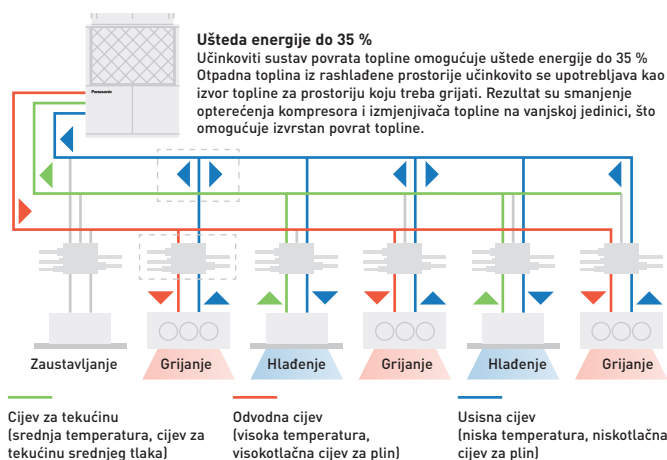 Panasonic
Ušteda energije do 35 %
Učinkoviti sustav povrata topline omogućuje uštede energije do 35 %
Otpadna toplina iz rashlađene prostorije učinkovito se upotrebljava kao
izvor topline za prostoriju koju treba grijati. Rezultat su smanjenje
opterećenja kompresora i izmjenjivača topline na vanjskoj jedinici, što
omogućuje izvrstan povrat topline.
Zaustavljanje
Grijanje
Hlađenje
Grijanje
Hlađenje
Grijanje
Cijev za tekućinu
(srednja temperatura, cijev za
tekućinu srednjeg tlaka)
Odvodna cijev
(visoka temperatura,
visokotlačna cijev za plin)
Usisna cijev
(niska temperatura, niskotlačna
cijev za plin)